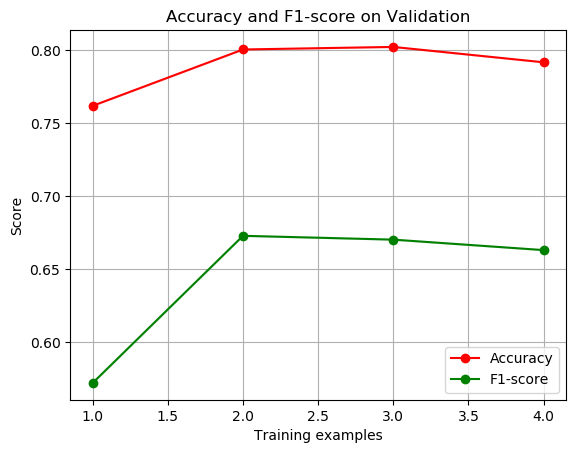 Accuracy and F1-score on Validation
0.80
0.75
0.70
0.65
0.60
Score
1.0 1.5 2.0 2.5 3.0 3.5 4.0
Training examples
Accuracy
F1-score